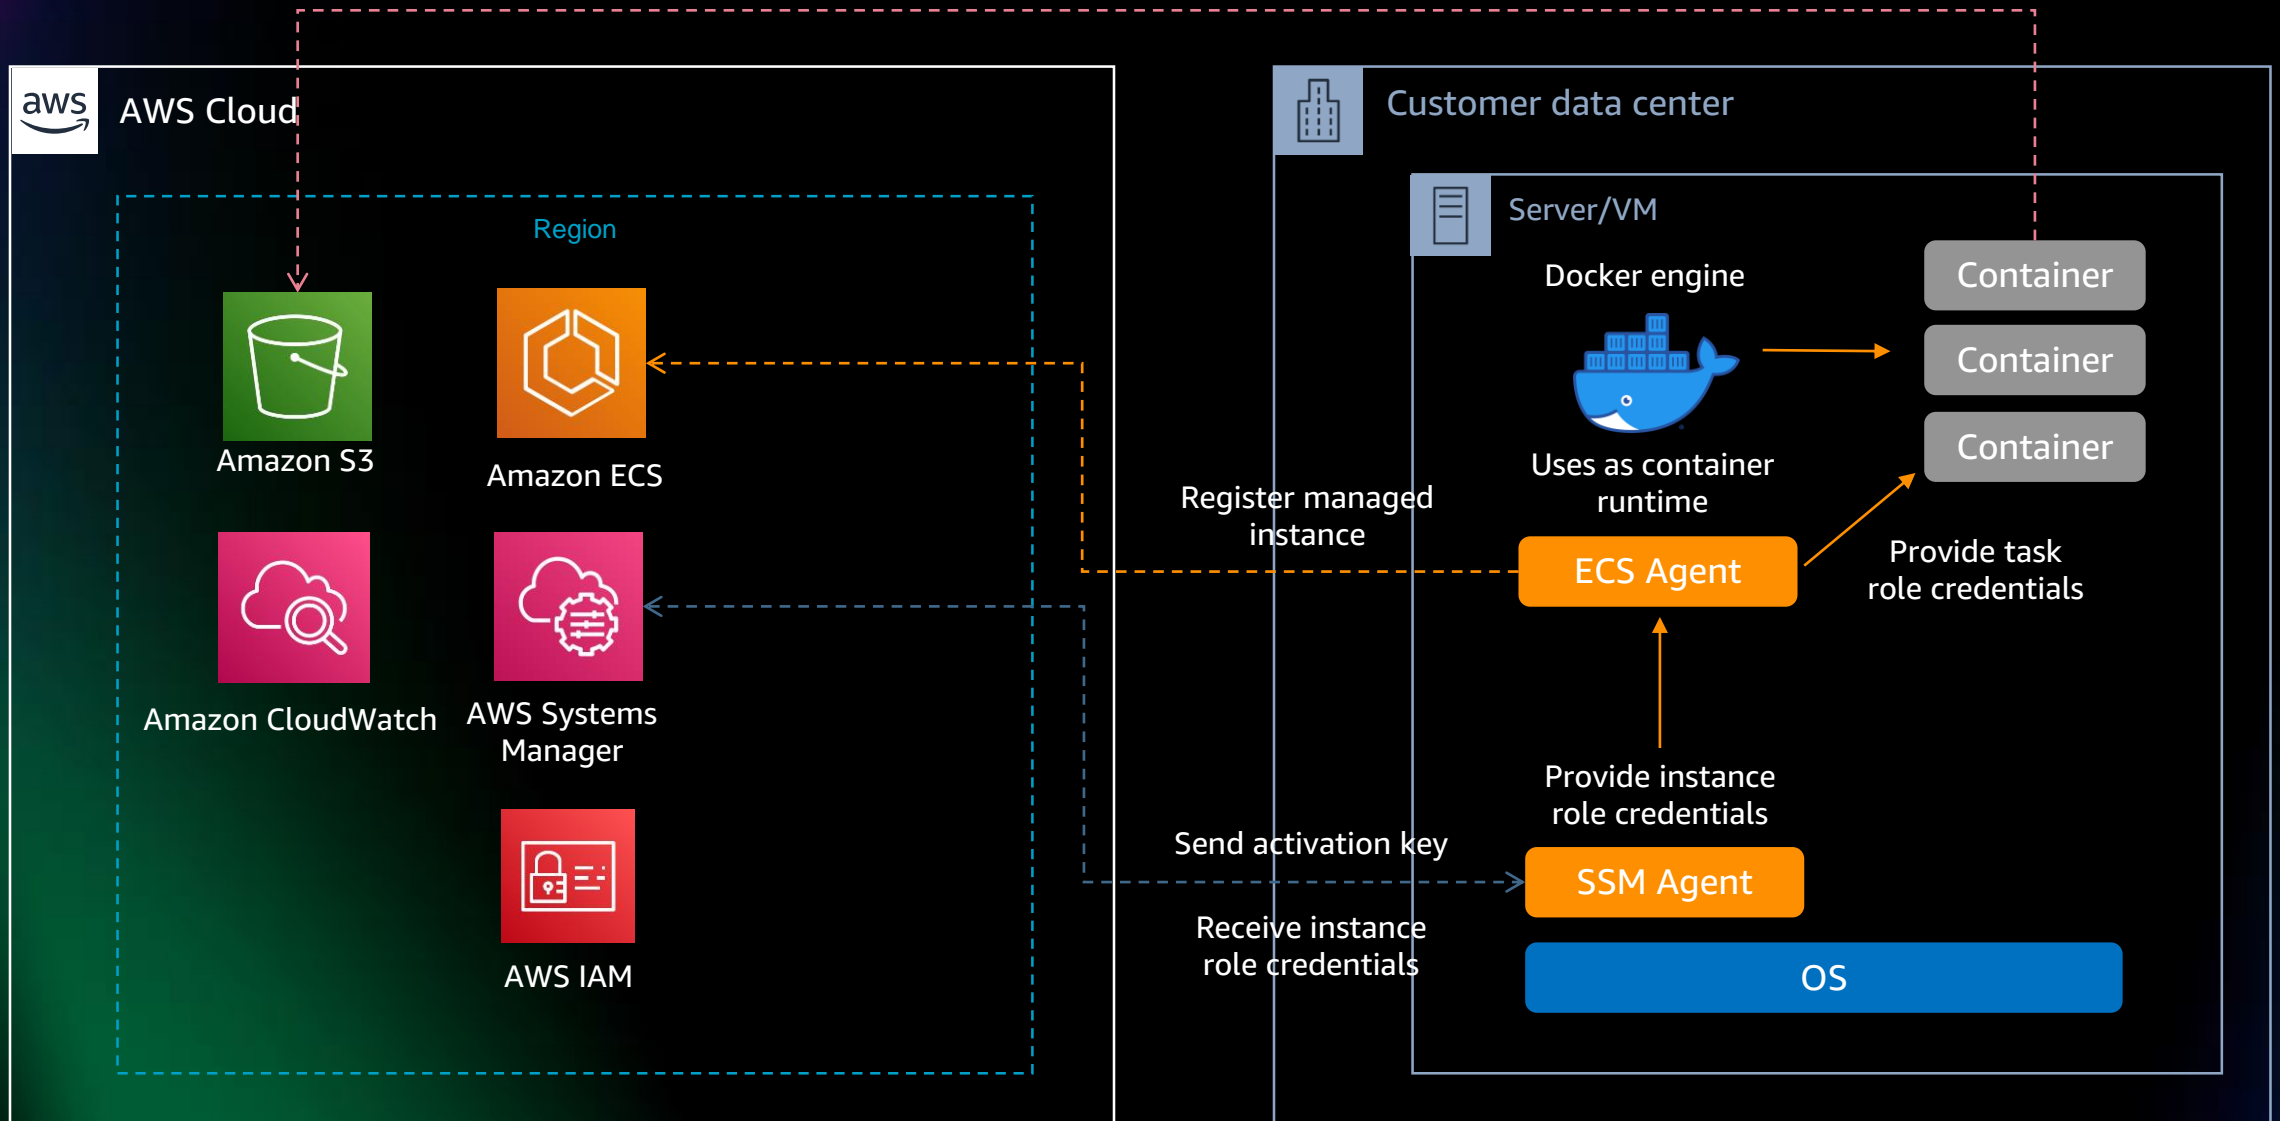 aws
AWS Cloud
Region
Amazon S3
Amazon ECS
Amazon CloudWatch
AWS Systems
Manager
AWS IAM
Register managed
instance
Send activation key
Receive instance
role credentials
Customer data center
Server/VM
Docker engine
Uses as container
runtime
Container
Container
Container
ECS Agent
Provide task
role credentials
Provide instance
role credentials
SSM Agent
OS